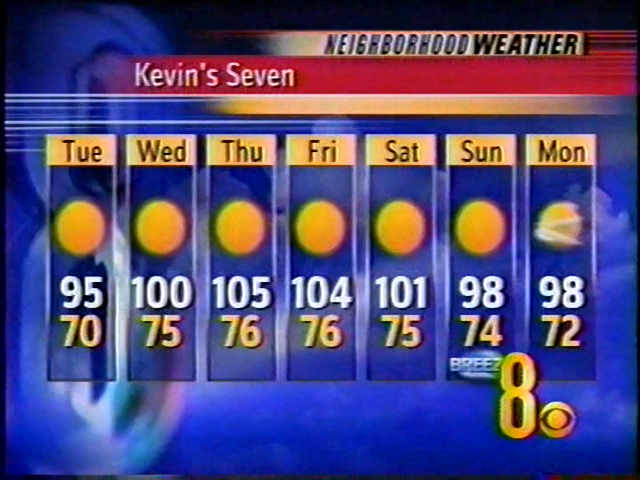 NEIGHBORHOOD WEATHER
Kevin's Seven
Tue Wed Thu Fri Sat Sun Mon
95 100 105 104 101 98 98
70 75 76 76 75 74 72
8